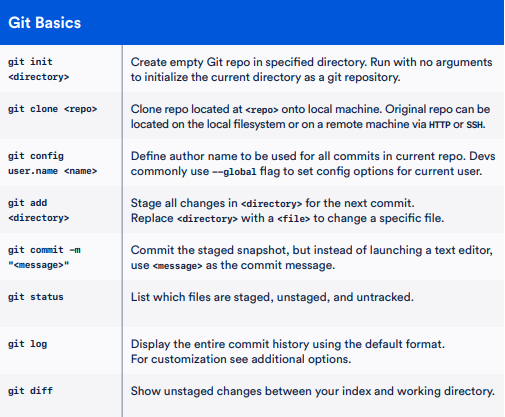 Git Basics
git init
<directory>
Create empty Git repo in specified directory. Run with no arguments
to initialize the current directory as a git repository.
git clone <repo>
Clone repo located at <repo> onto local machine. Original repo can be
located on the local filesystem or on a remote machine via HTTP or SSH.
git config
user.name <name>
Define author name to be used for all commits in current repo. Devs
commonly use --global flag to set config options for current user.
git add
<directory>
Stage all changes in <directory> for the next commit.
Replace <directory> with a <file> to change a specific file.
git commit -m
"<message>"
Commit the staged snapshot, but instead of launching a text editor,
use <message> as the commit message.
git status
List which files are staged, unstaged, and untracked.
git log
Display the entire commit history using the default format.
For customization see additional options.
git diff
Show unstaged changes between your index and working directory.